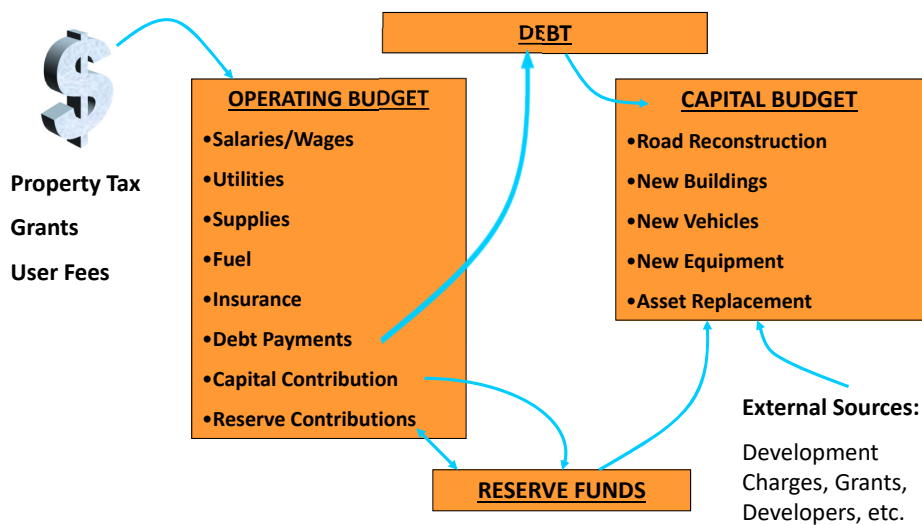 DEBT
OPERATING BUDGET
•Salaries/Wages
•Utilities
•Supplies
•Fuel
•Insurance
•Debt Payments
•Capital Contribution
•Reserve Contributions
CAPITAL BUDGET
•Road Reconstruction
•New Buildings
•New Vehicles
•New Equipment
•Asset Replacement
$
Property Tax
Grants
User Fees
RESERVE FUNDS
External Sources:
Development
Charges, Grants,
Developers, etc.